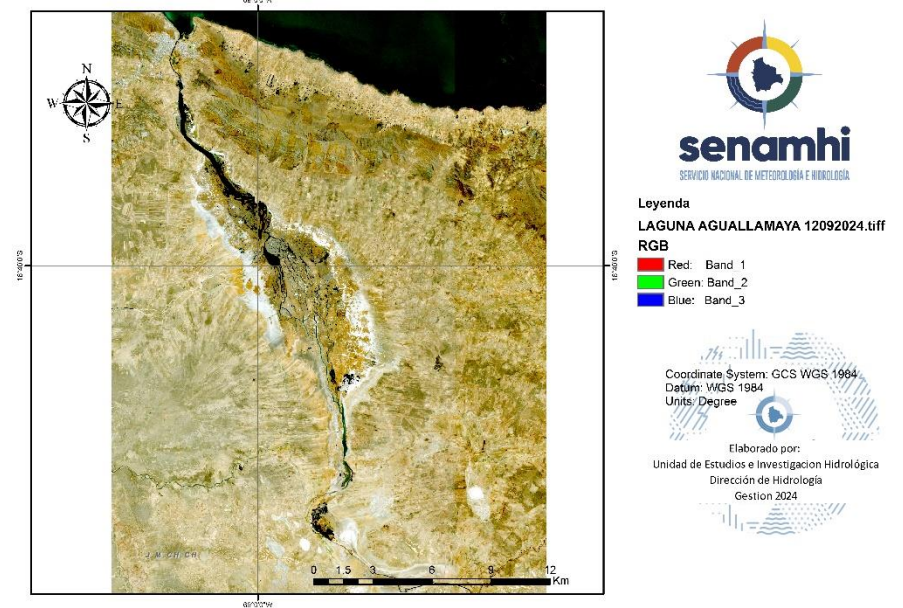 N
W E
S
senamhi
SERVICIO NACIONAL DE METEOROLOGÍA E HIDROLOGÍA
Leyenda
LAGUNA AGUALLAMAYA 12092024.tiff
RGB
Red: Band_1
Green: Band_2
Blue: Band_3
Coordinate System: GCS WGS 1984
Datum: WGS 1984
Units: Degree
Elaborado por:
Unidad de Estudios e Investigacion Hidrológica
Dirección de Hidrología
Gestion 2024
0 1.5 3 6 9 12
Km